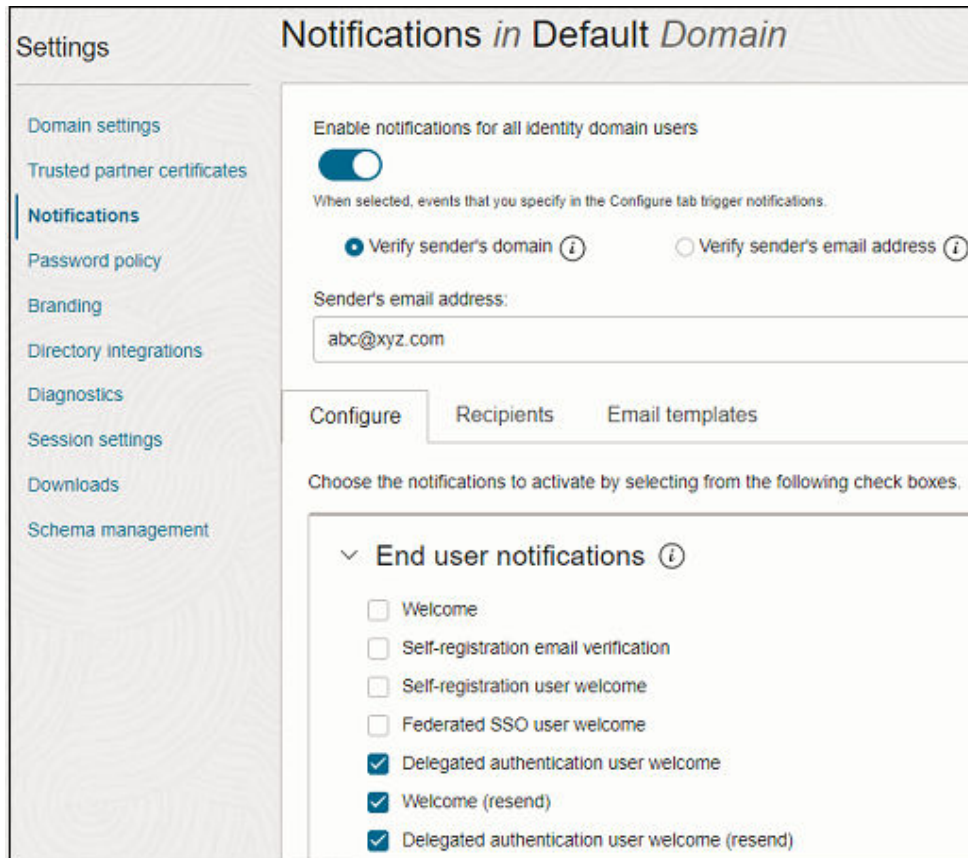 Settings
Domain settings
Trusted partner certificates
Notifications
Password policy
Branding
Directory integrations
Diagnostics
Session settings
Downloads
Schema management
Notifications in Default Domain
Enable notifications for all identity domain users
When selected, events that you specify in the Configure tab trigger notifications.
Verify sender's domain i Verify sender's email address i
Sender's email address:
abc@xyz.com
Configure Recipients Email templates
Choose the notifications to activate by selecting from the following check boxes.
End user notifications i
Welcome
Self-registration email verification
Self-registration user welcome
Federated SSO user welcome
Delegated authentication user welcome
Welcome (resend)
Delegated authentication user welcome (resend)